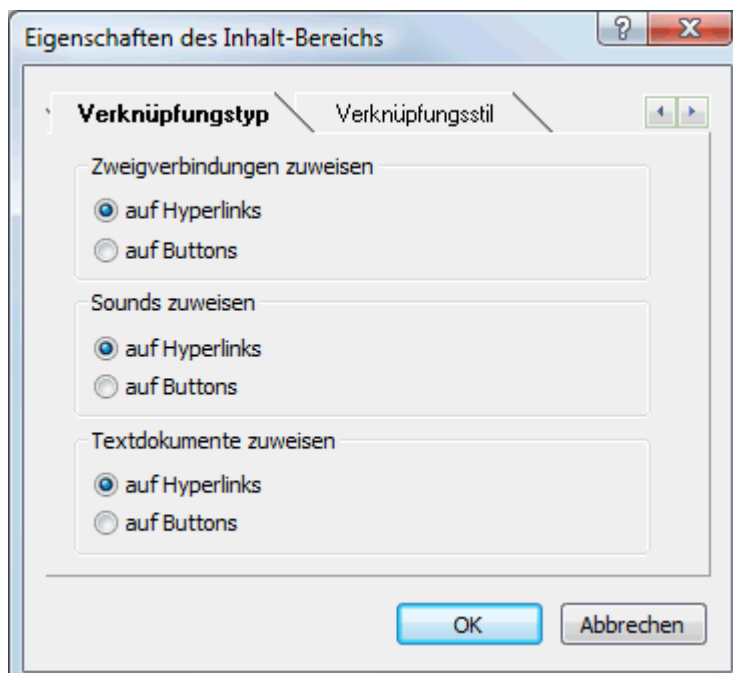 Eigenschaften des Inhalt-Bereichs
Verknüpfungstyp Verknüpfungsstil
Zweigverbindungen zuweisen
auf Hyperlinks
auf Buttons
Sounds zuweisen
auf Hyperlinks
auf Buttons
Textdokumente zuweisen
auf Hyperlinks
auf Buttons
OK Abbrechen